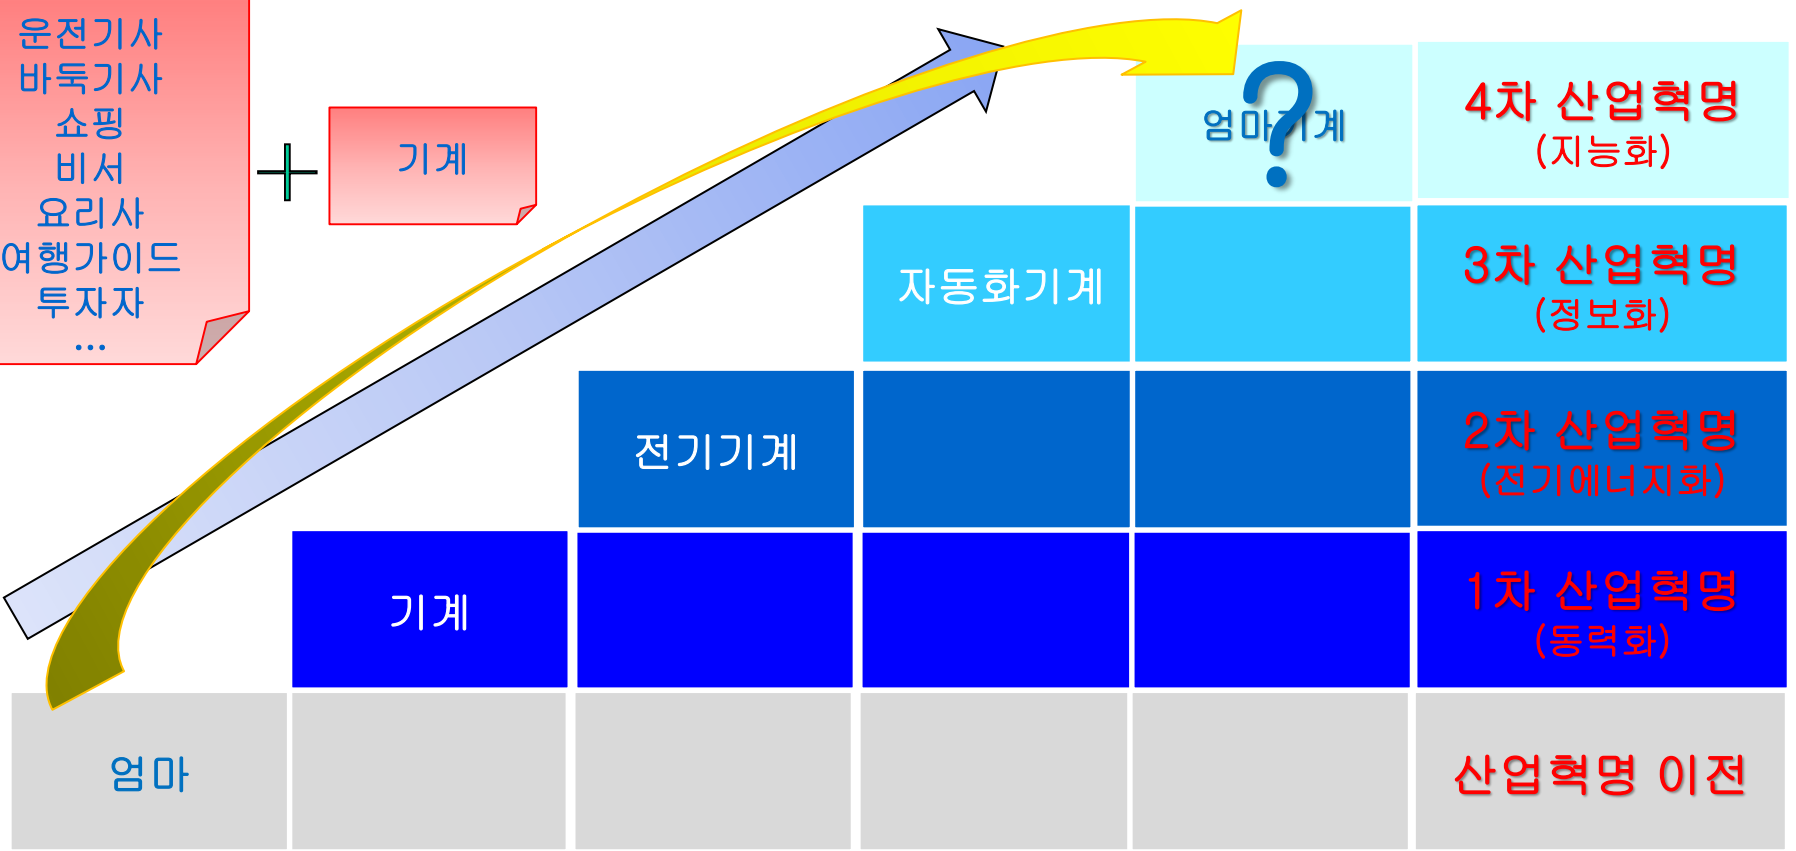 운전기사
바둑기사
쇼핑
비서
요리사
여행가이드
투자자
...
+
기계
엄마기계
?
4차 산업혁명
(지능화)
자동화기계
3차 산업혁명
(정보화)
전기기계
2차 산업혁명
(전기에너지화)
기계
1차 산업혁명
(동력화)
엄마
산업혁명 이전